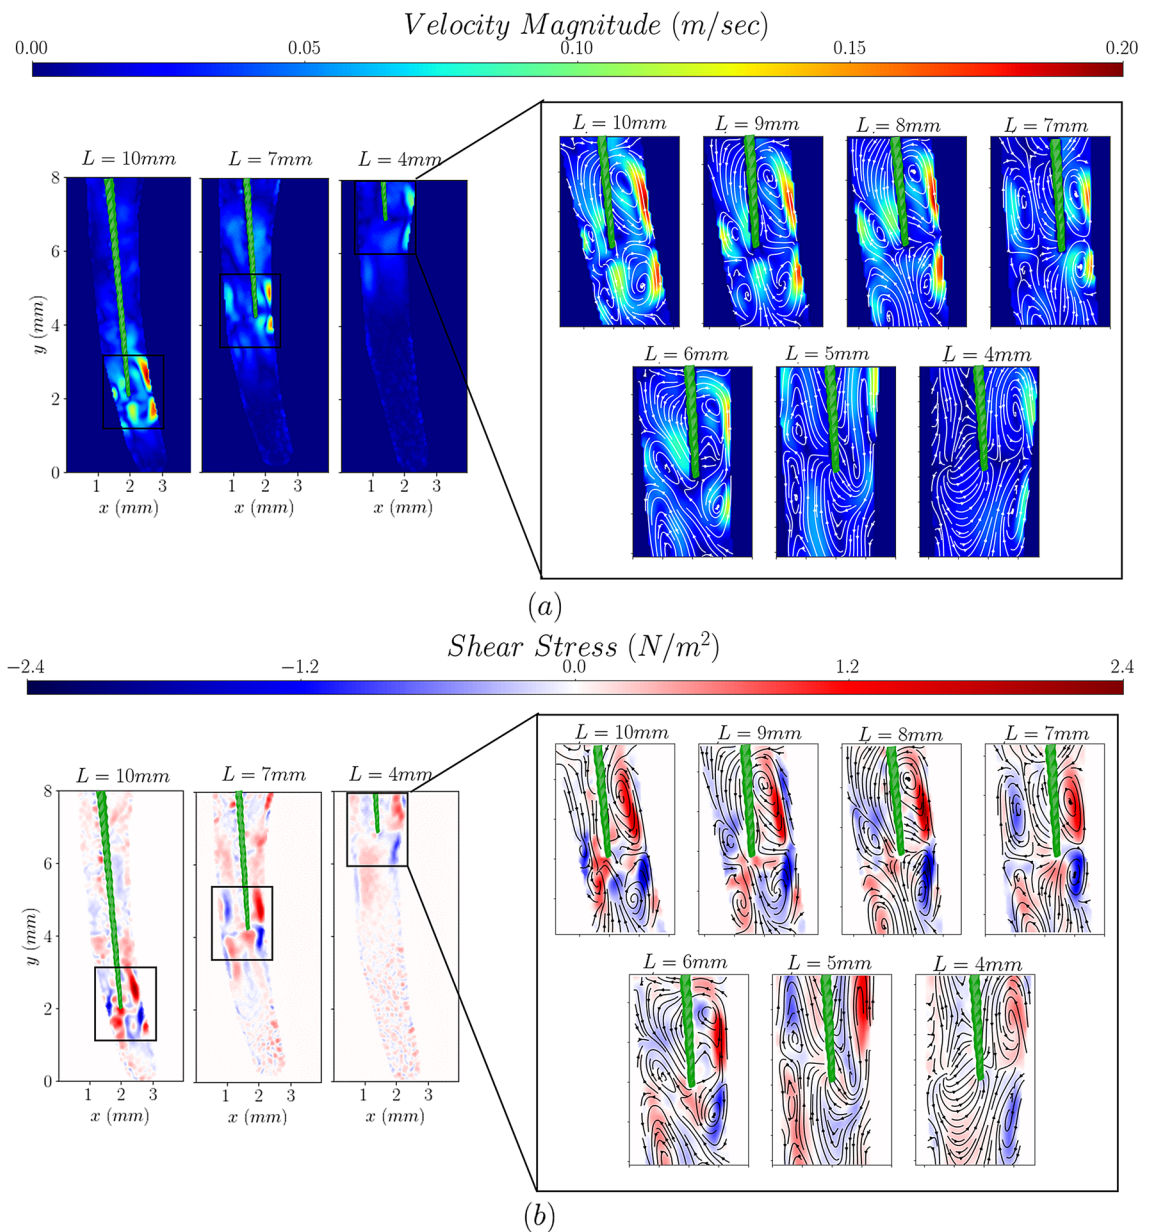 Velocity Magnitude (m/sec)
0.00 0.05 0.10 0.15 0.20
L = 10mm L = 7mm L = 4mm
L = 10mm L = 9mm L = 8mm L = 7mm
L = 6mm L = 5mm L = 4mm
8
6
4
2
0
y (mm)
1 2 3 1 2 3 1 2 3
x (mm) x (mm) x (mm)
(a)
Shear Stress (N/m²)
−2.4 −1.2 0.0 1.2 2.4
L = 10mm L = 7mm L = 4mm
L = 10mm L = 9mm L = 8mm L = 7mm
L = 6mm L = 5mm L = 4mm
8
6
4
2
0
y (mm)
1 2 3 1 2 3 1 2 3
x (mm) x (mm) x (mm)
(b)